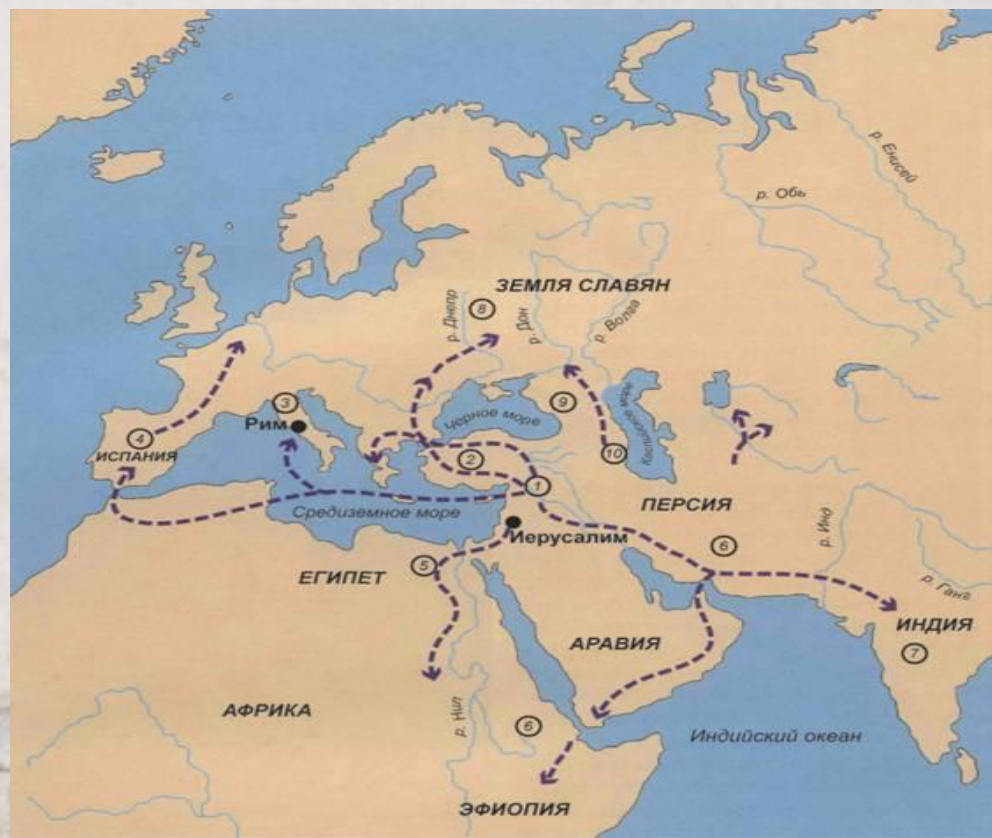 р. Енисей
р. Обь
ЗЕМЛЯ СЛАВЯН
р. Днепр
8
р. Дон
р. Волга
3
Рим
4
ИСПАНИЯ
Черное море
9
Каспийское море
2
10
1
Средиземное море
Иерусалим
ПЕРСИЯ
6
р. Инд
р. Ганг
5
ЕГИПЕТ
АРАВИЯ
ИНДИЯ
7
АФРИКА
р. Нил
6
Индийский океан
ЭФИОПИЯ